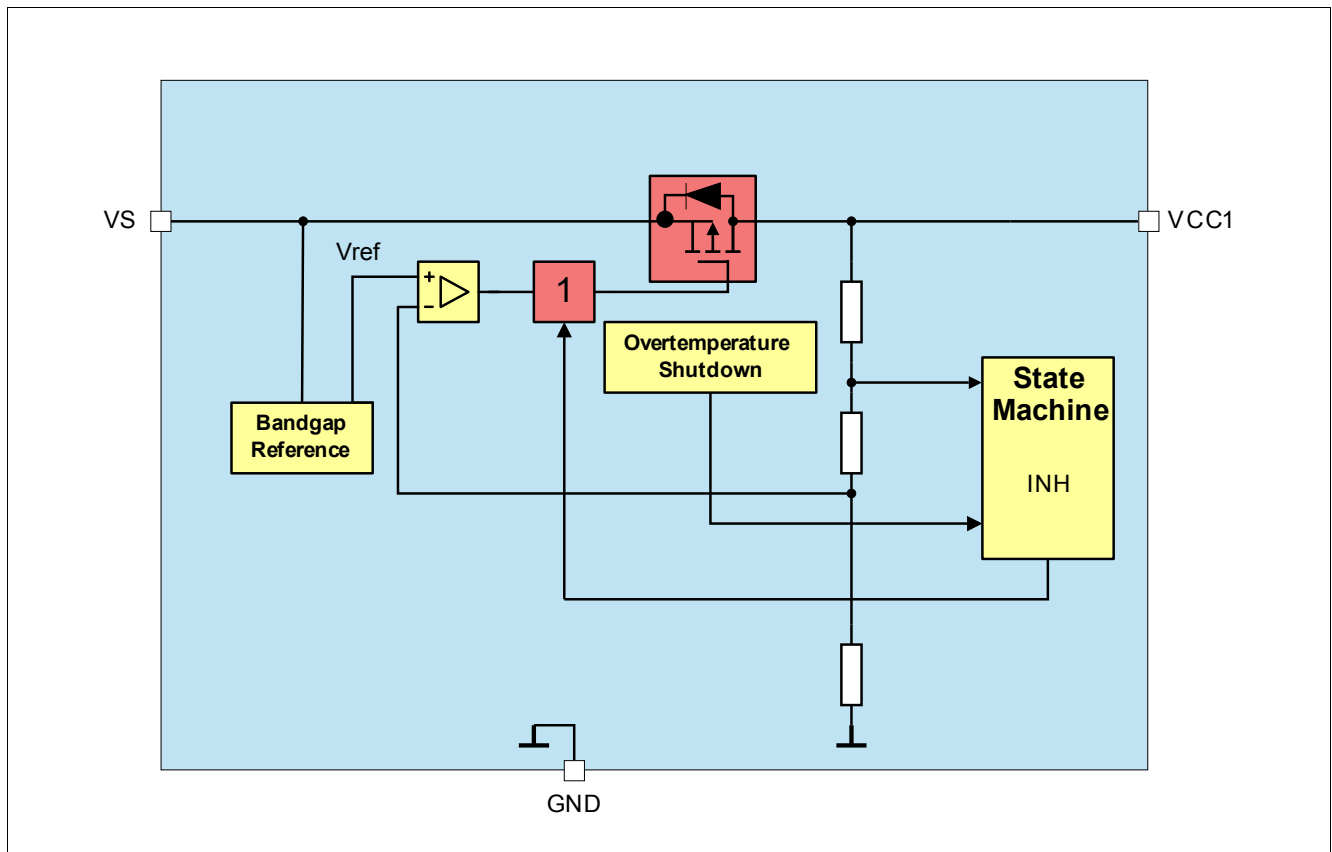 VS
VCC1
Vref
+
−
1
Overtemperature
Shutdown
State
Machine
INH
Bandgap
Reference
GND